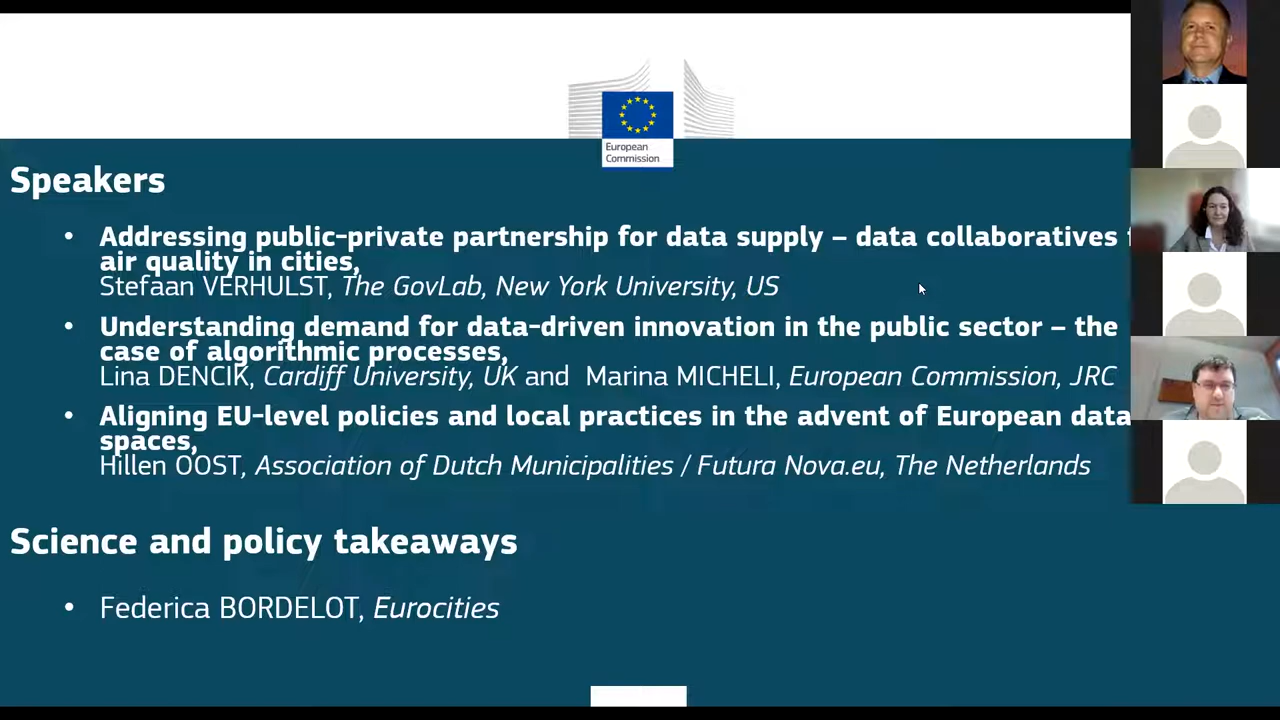 European
Commission
Speakers
• Addressing public-private partnership for data supply – data collaboratives
air quality in cities,
Stefaan VERHULST, The GovLab, New York University, US
• Understanding demand for data-driven innovation in the public sector – the
case of algorithmic processes,
Lina DENCIK, Cardiff University, UK and Marina MICHELI, European Commission, JRC
• Aligning EU-level policies and local practices in the advent of European data
spaces,
Hillen OOST, Association of Dutch Municipalities / Futura Nova.eu, The Netherlands
Science and policy takeaways
• Federica BORDELOT, Eurocities